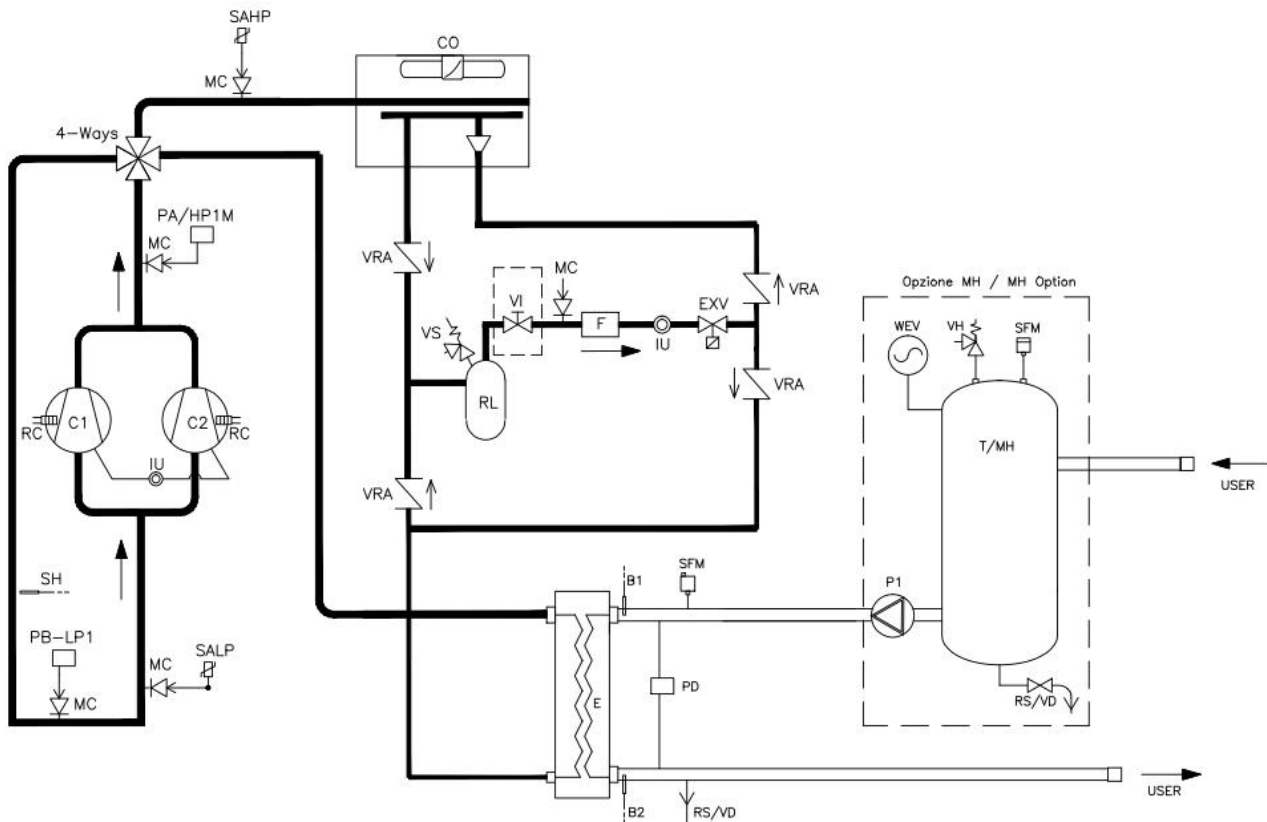 SAHP
CO
MC
4-Ways
PA/HP1M
MC
VRA
MC
VI
EXV
VRA
Opzione MH / MH Option
VS
F
IU
WEV
VH
SFM
RL
VRA
C1
C2
RC
RC
IU
T/MH
USER
VRA
SH
SFM
B1
P1
PB-LP1
SALP
MC
MC
PD
E
RS/VD
B2
RS/VD
USER